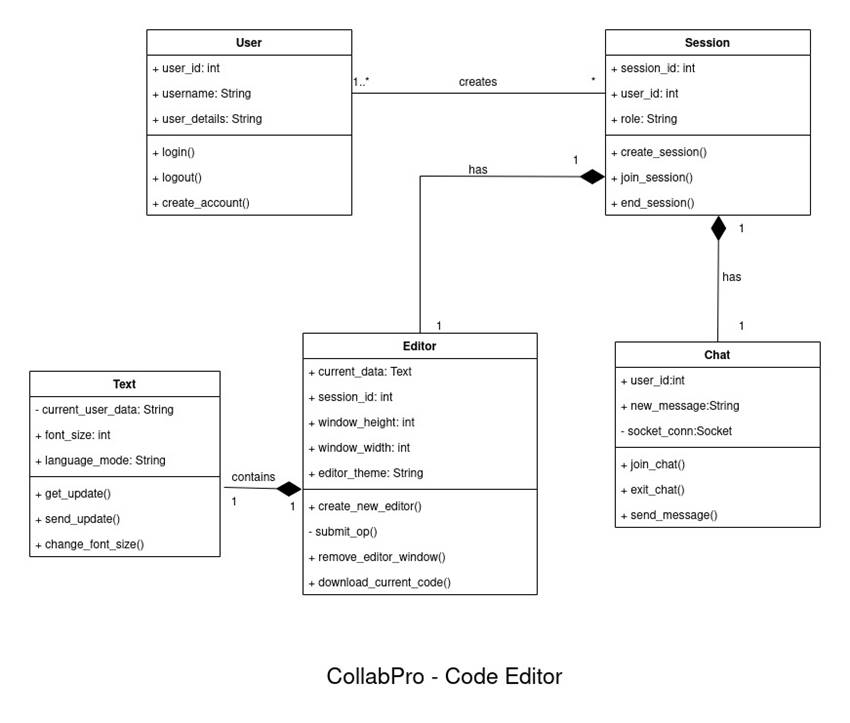 User
+ user_id: int
+ username: String
+ user_details: String
+ login()
+ logout()
+ create_account()
1..*
creates
*
Session
+ session_id: int
+ user_id: int
+ role: String
+ create_session()
+ join_session()
+ end_session()
1
has
1
1
has
1
Editor
+ current_data: Text
+ session_id: int
+ window_height: int
+ window_width: int
+ editor_theme: String
+ create_new_editor()
- submit_op()
+ remove_editor_window()
+ download_current_code()
Chat
+ user_id:int
+ new_message:String
- socket_conn:Socket
+ join_chat()
+ exit_chat()
+ send_message()
Text
- current_user_data: String
+ font_size: int
+ language_mode: String
+ get_update()
+ send_update()
+ change_font_size()
contains
1
1
CollabPro - Code Editor